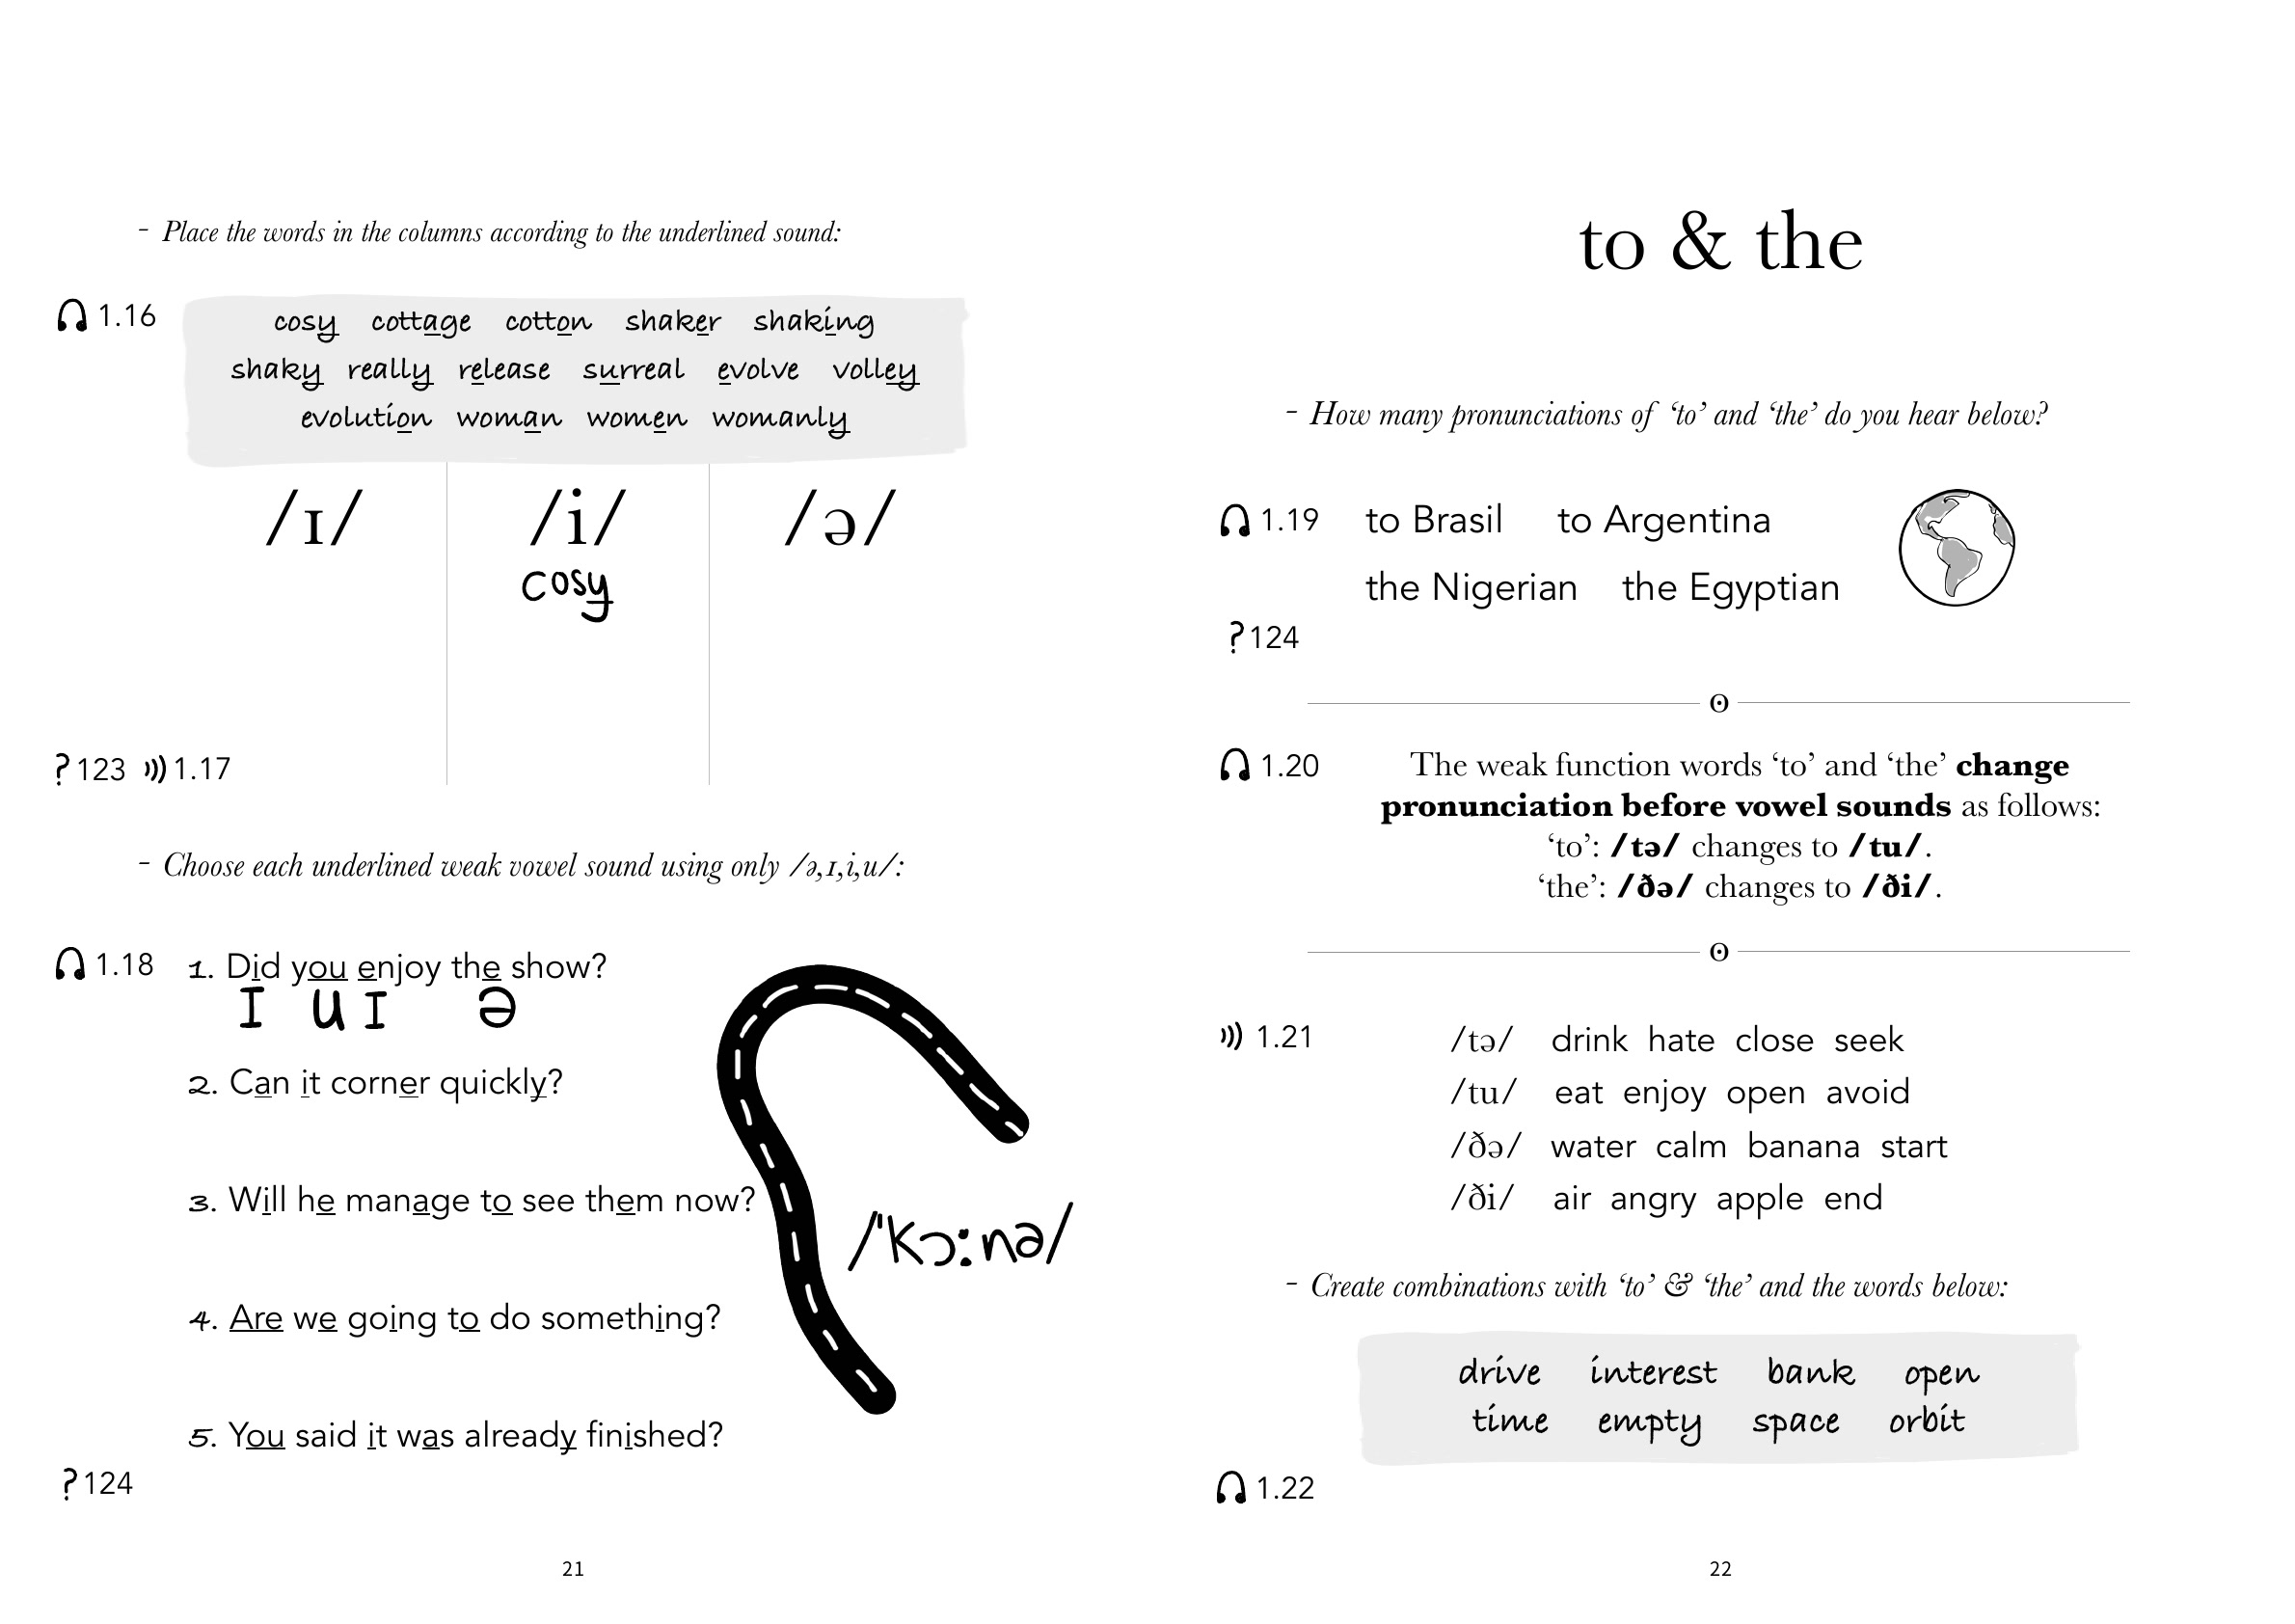 - Place the words in the columns according to the underlined sound:
1.16
cosy cottage cotton shaker shaking
shaky really release surreal evolve volley
evolution woman women womanly
/ɪ/ /i/ /ə/
cosy
?123 1.17
- Choose each underlined weak vowel sound using only /ə,ɪ,i,u/:
1.18 1. Did you enjoy the show?
ɪ u ɪ ə
2. Can it corner quickly?
3. Will he manage to see them now?
/ˈkɔːnə/
4. Are we going to do something?
5. You said it was already finished?
?124
21
to & the
- How many pronunciations of ‘to’ and ‘the’ do you hear below?
1.19 to Brasil to Argentina
the Nigerian the Egyptian
?124
ʘ
1.20 The weak function words ‘to’ and ‘the’ change
pronunciation before vowel sounds as follows:
‘to’: /tə/ changes to /tu/.
‘the’: /ðə/ changes to /ði/.
ʘ
1.21 /tə/ drink hate close seek
/tu/ eat enjoy open avoid
/ðə/ water calm banana start
/ði/ air angry apple end
- Create combinations with ‘to’ & ‘the’ and the words below:
drive interest bank open
time empty space orbit
1.22
22